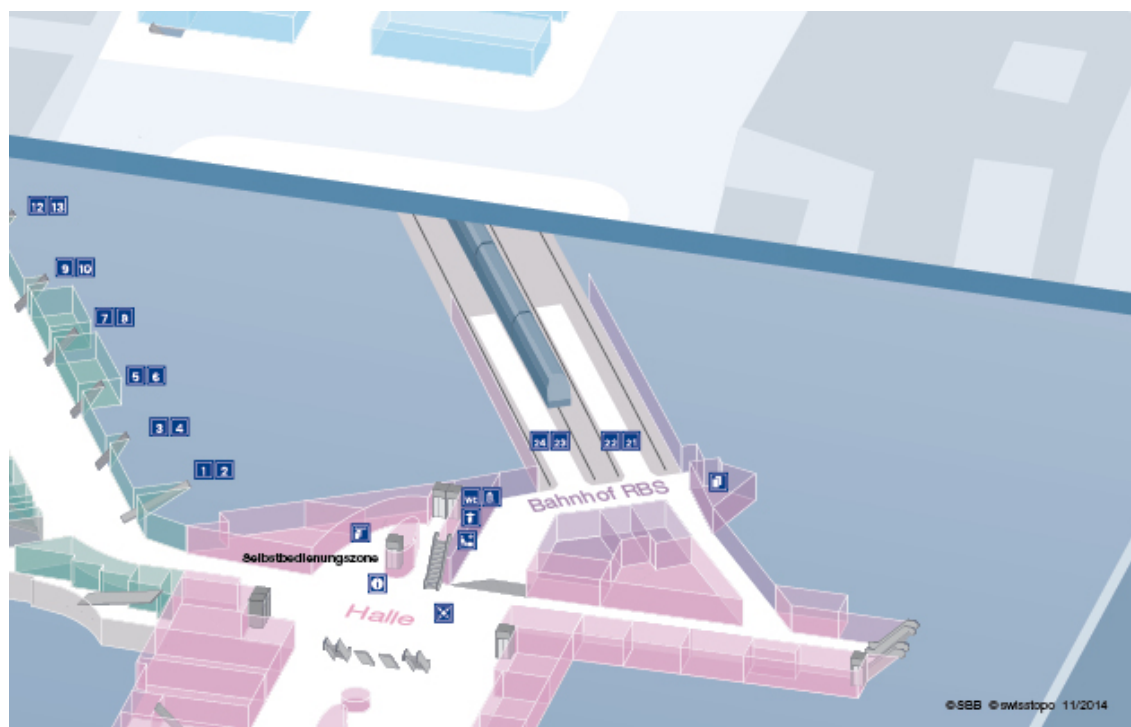 12 13
9 10
7 8
5 6
3 4
1 2
24 23 22 21
Bahnhof RBS
WC
Selbstbedienungszone
Halle
© SBB © swisstopo 11/2014